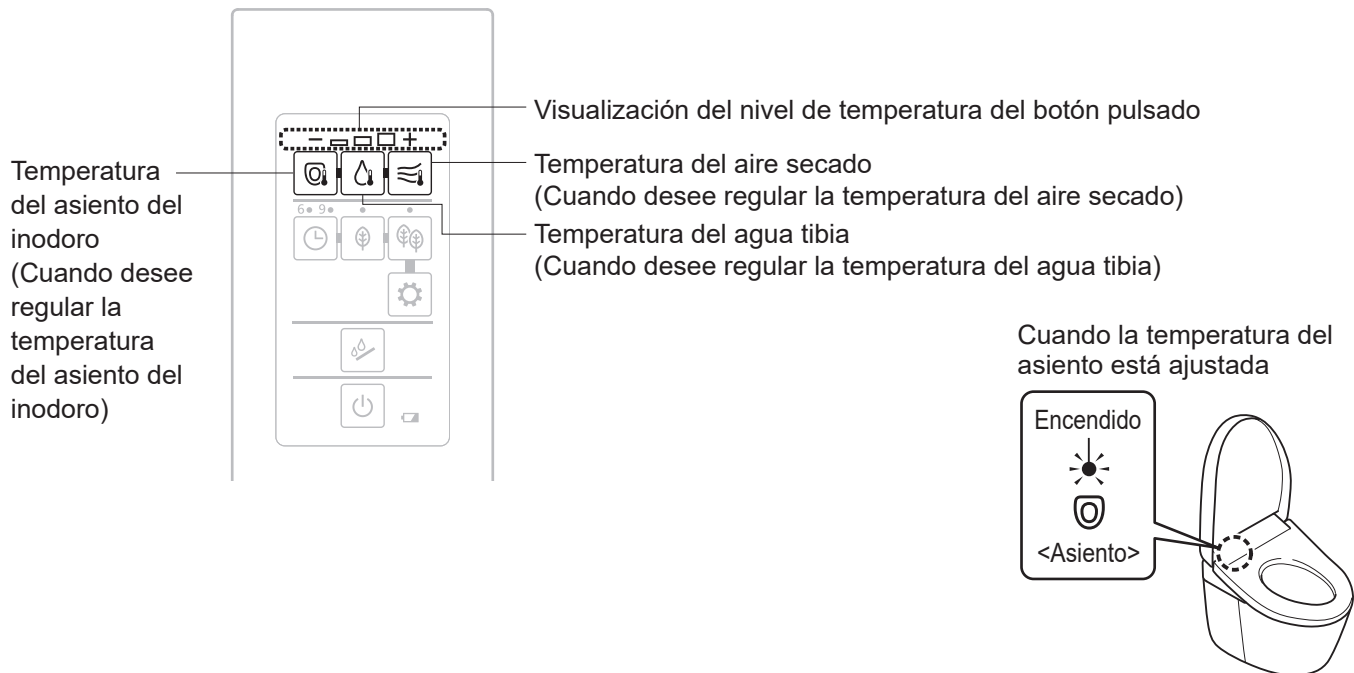 Visualización del nivel de temperatura del botón pulsado
Temperatura
del asiento del
inodoro
(Cuando desee
regular la
temperatura
del asiento del
inodoro)
− +
Temperatura del aire secado
(Cuando desee regular la temperatura del aire secado)
6 9
Temperatura del agua tibia
(Cuando desee regular la temperatura del agua tibia)
Cuando la temperatura del
asiento está ajustada
Encendido
<Asiento>